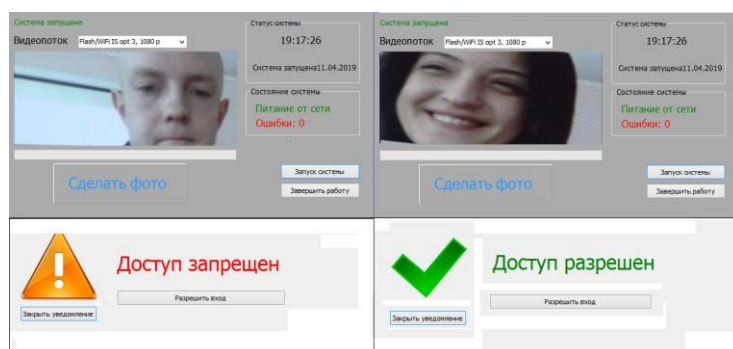 Система запущена
Видеопоток
Flash/WiFi IS opt 3, 1080 p
Статус системы
19:17:26
Система запущена11.04.2019
Состояние системы
Питание от сети
Ошибки: 0
Сделать фото
Запуск системы
Завершить работу
Система запущена
Видеопоток
Flash/WiFi IS opt 3, 1080 p
Статус системы
19:17:26
Система запущена11.04.2019
Состояние системы
Питание от сети
Ошибки: 0
Сделать фото
Запуск системы
Завершить работу
Доступ запрещен
Разрешить вход
Закрыть уведомление
Доступ разрешен
Разрешить вход
Закрыть уведомление